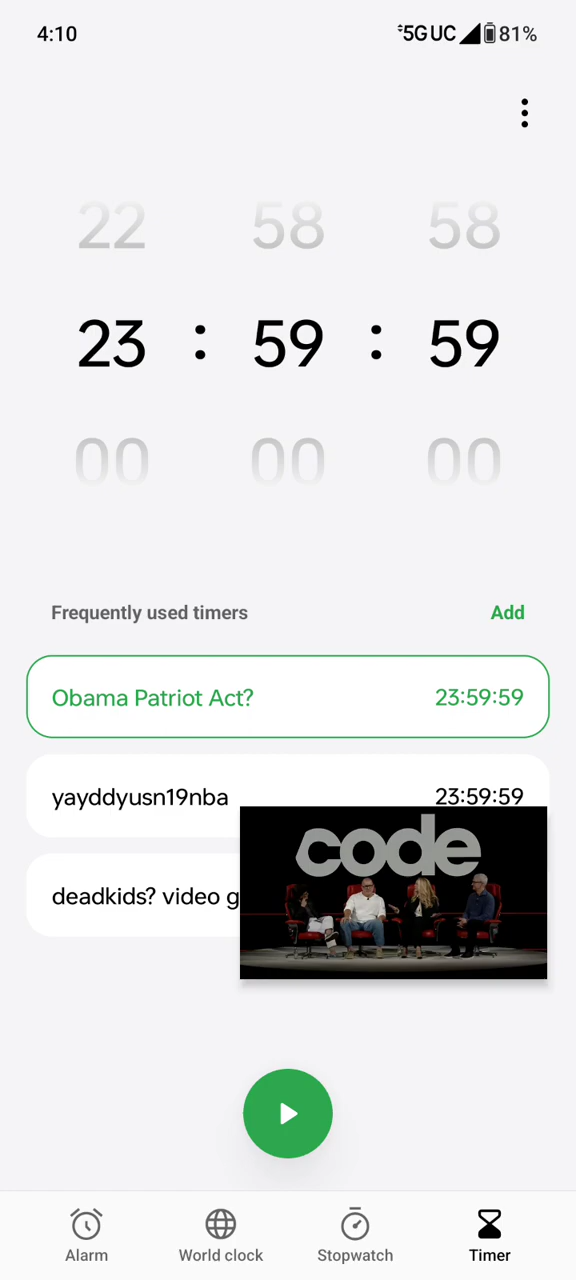 4:10
5G UC 81%
22 58 58
23 : 59 : 59
00 00 00
Frequently used timers Add
Obama Patriot Act? 23:59:59
yayddyusn19nba 23:59:59
deadkids? video g
code
Alarm World clock Stopwatch Timer